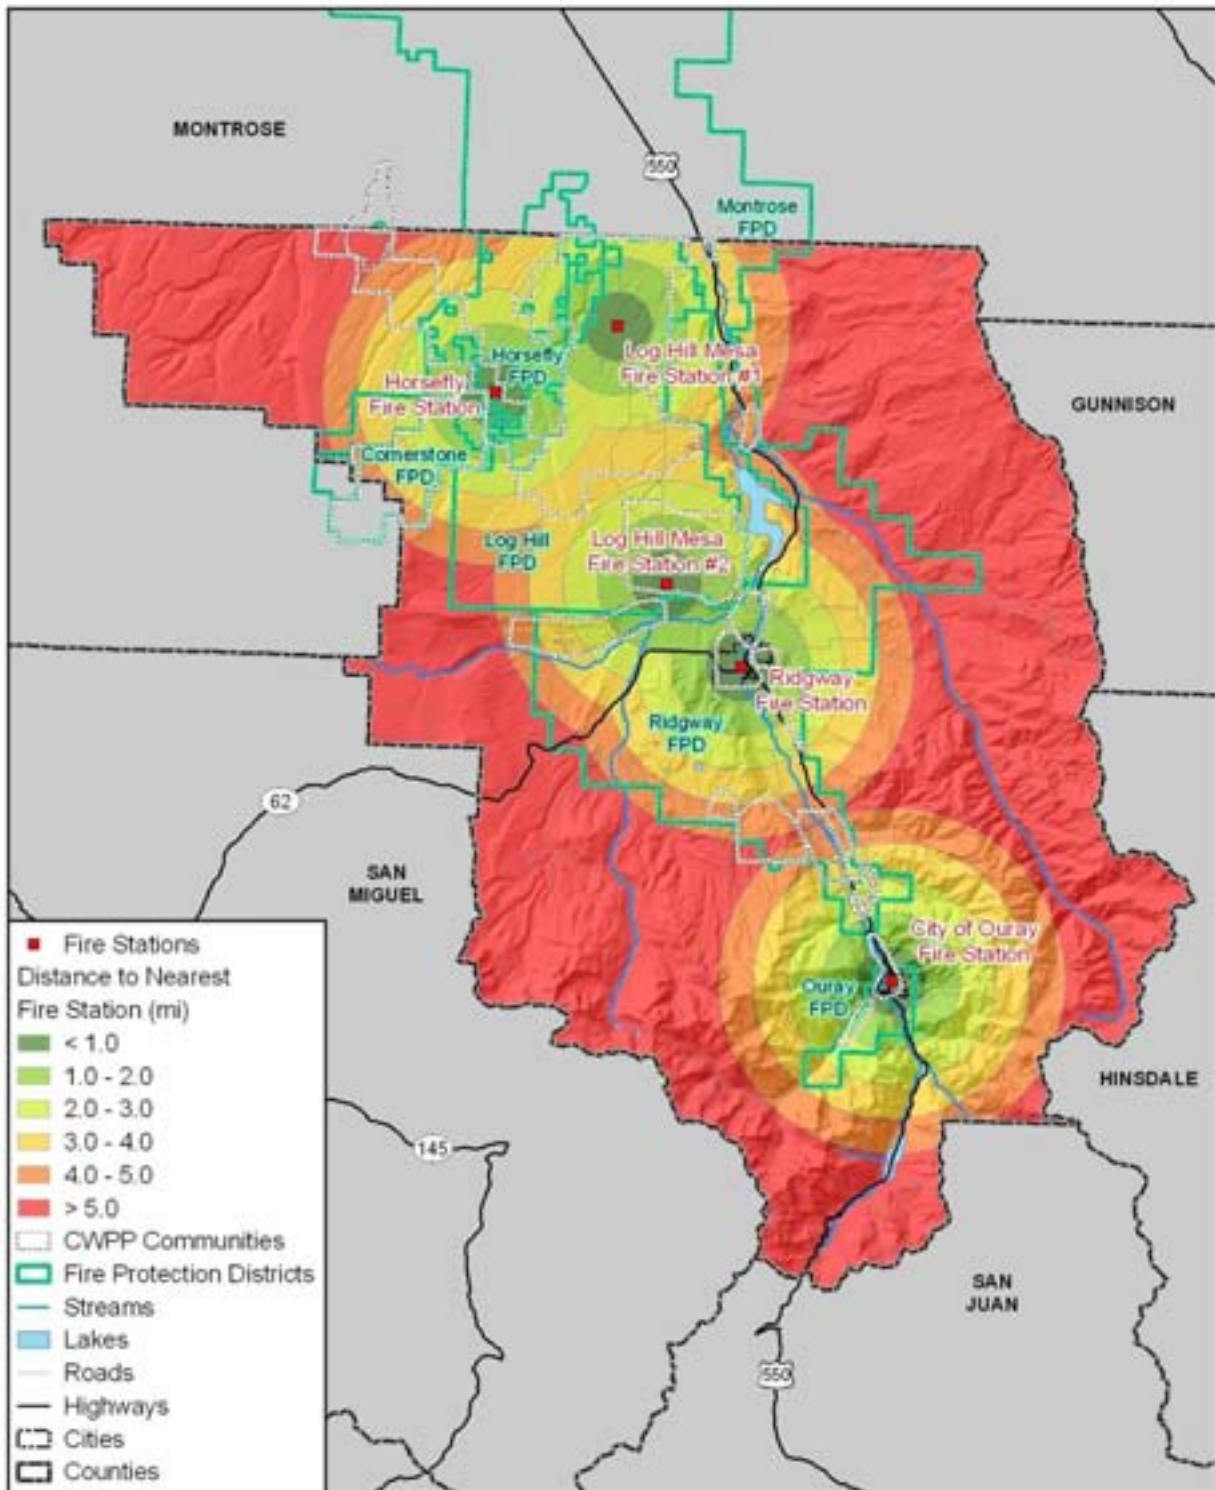 MONTROSE
550
Montrose
FPD
Log Hill Mesa
Fire Station #1
Horsefly
FPD
Horsefly
Fire Station
GUNNISON
Cornerstone
FPD
Log Hill
FPD
Log Hill Mesa
Fire Station #2
Ridgway
Fire Station
Ridgway
FPD
62
SAN
MIGUEL
City of Ouray
Fire Station
Ouray
FPD
HINSDALE
145
SAN
JUAN
550
Fire Stations
Distance to Nearest
Fire Station (mi)
< 1.0
1.0 - 2.0
2.0 - 3.0
3.0 - 4.0
4.0 - 5.0
> 5.0
CWPP Communities
Fire Protection Districts
Streams
Lakes
Roads
Highways
Cities
Counties